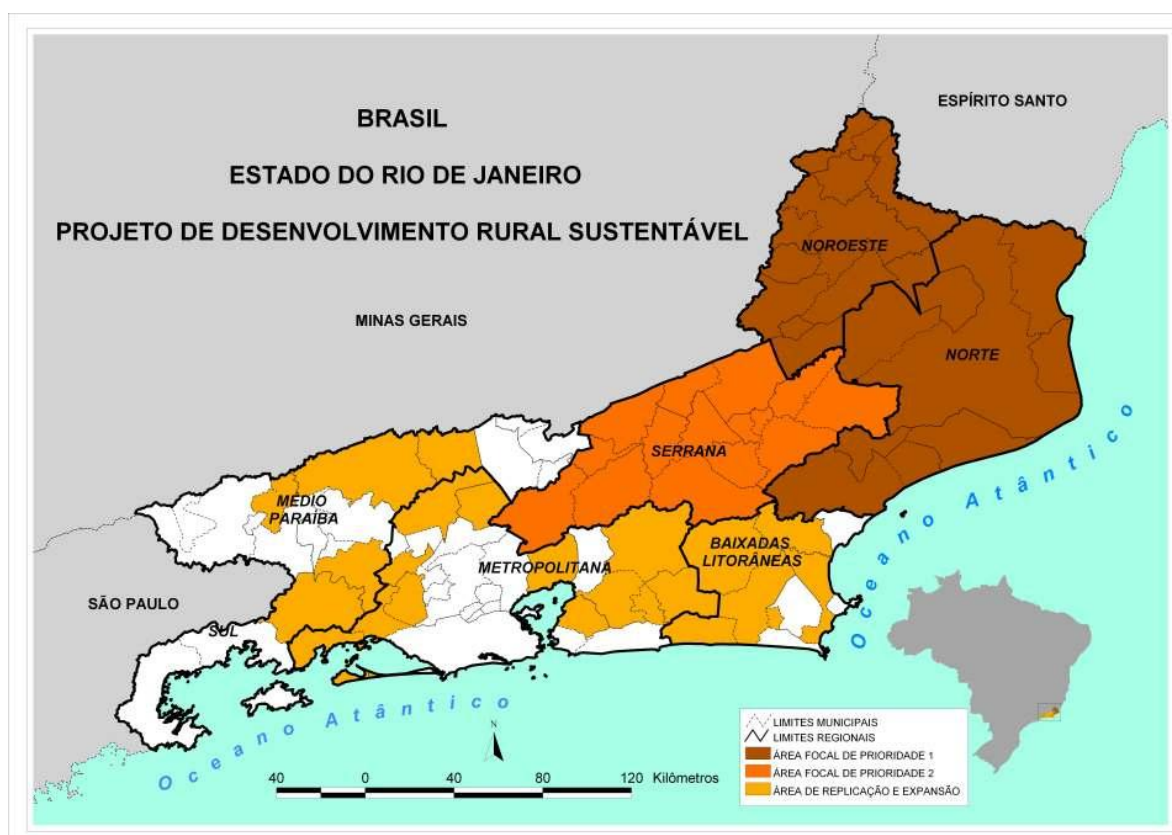 BRASIL
ESTADO DO RIO DE JANEIRO
PROJETO DE DESENVOLVIMENTO RURAL SUSTENTÁVEL
ESPÍRITO SANTO
MINAS GERAIS
SÃO PAULO
NOROESTE
NORTE
SERRANA
MÉDIO
PARAÍBA
METROPOLITANA
BAIXADAS
LITORÂNEAS
SUL
Oceano Atântico
Oceano Atântico
N
40 0 40 80 120 Kilômetros
LIMITES MUNICIPAIS
LIMITES REGIONAIS
ÁREA FOCAL DE PRIORIDADE 1
ÁREA FOCAL DE PRIORIDADE 2
ÁREA DE REPLICAÇÃO E EXPANSÃO